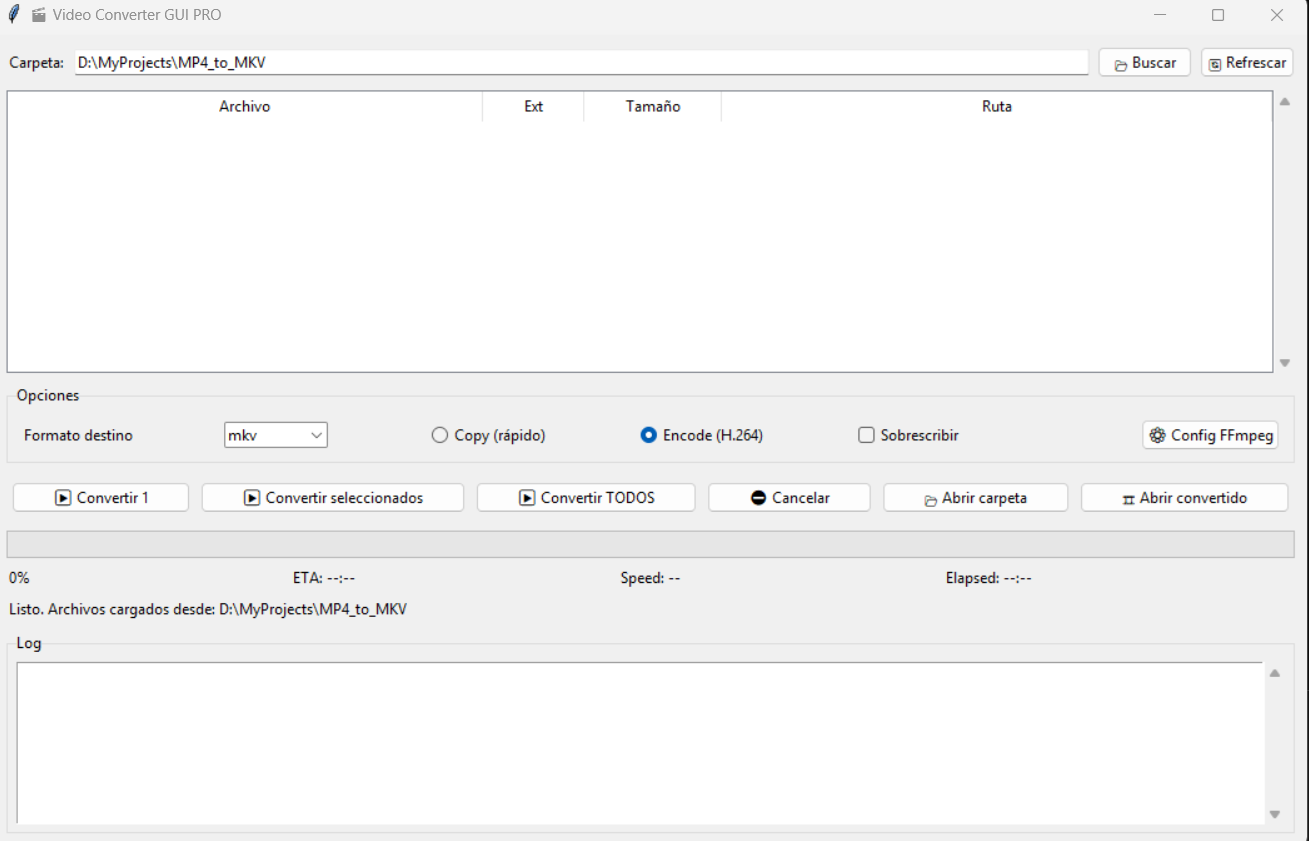 Video Converter GUI PRO
Carpeta: D:\MyProjects\MP4_to_MKV Buscar Refrescar
Archivo Ext Tamaño Ruta
Opciones
Formato destino mkv Copy (rápido) Encode (H.264) Sobrescribir Config FFmpeg
Convertir 1 Convertir seleccionados Convertir TODOS Cancelar Abrir carpeta Abrir convertido
0% ETA: --:-- Speed: -- Elapsed: --:--
Listo. Archivos cargados desde: D:\MyProjects\MP4_to_MKV
Log